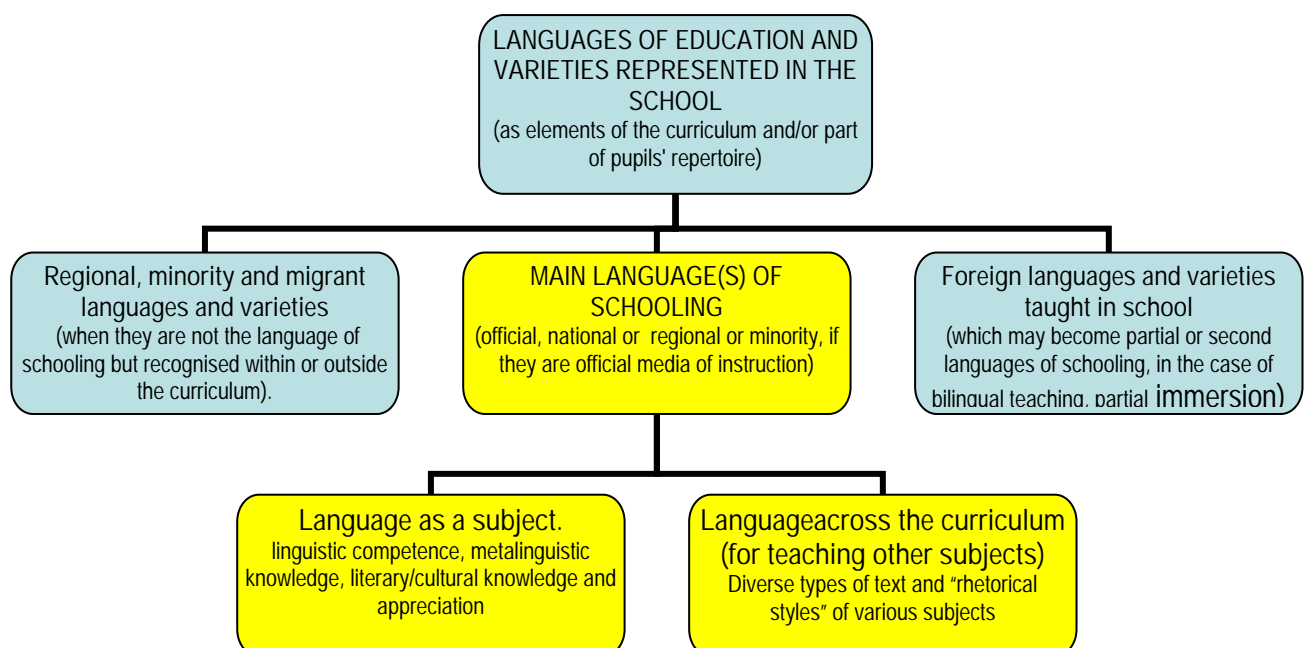 LANGUAGES OF EDUCATION AND
VARIETIES REPRESENTED IN THE
SCHOOL
(as elements of the curriculum and/or part
of pupils' repertoire)
Regional, minority and migrant
languages and varieties
(when they are not the language of
schooling but recognised within or outside
the curriculum).
MAIN LANGUAGE(S) OF
SCHOOLING
(official, national or regional or minority, if
they are official media of instruction)
Foreign languages and varieties
taught in school
(which may become partial or second
languages of schooling, in the case of
bilingual teaching, partial immersion)
Language as a subject.
linguistic competence, metalinguistic
knowledge, literary/cultural knowledge and
appreciation
Languageacross the curriculum
(for teaching other subjects)
Diverse types of text and “rhetorical
styles” of various subjects